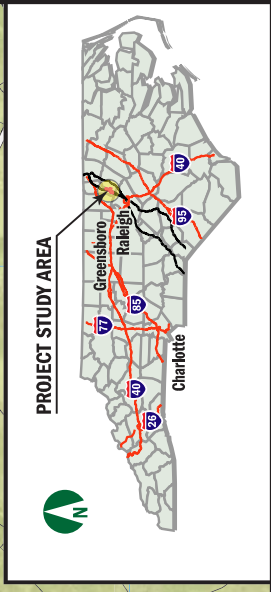 PROJECT STUDY AREA
N
Greensboro
Raleigh
Charlotte
40
95
85
77
40
26